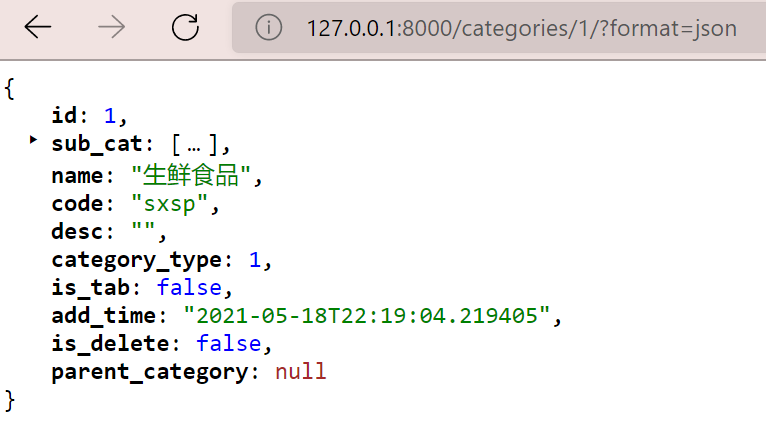 127.0.0.1:8000/categories/1/?format=json
{
id: 1,
sub_cat: [ … ],
name: "生鲜食品",
code: "sxsp",
desc: "",
category_type: 1,
is_tab: false,
add_time: "2021-05-18T22:19:04.219405",
is_delete: false,
parent_category: null
}